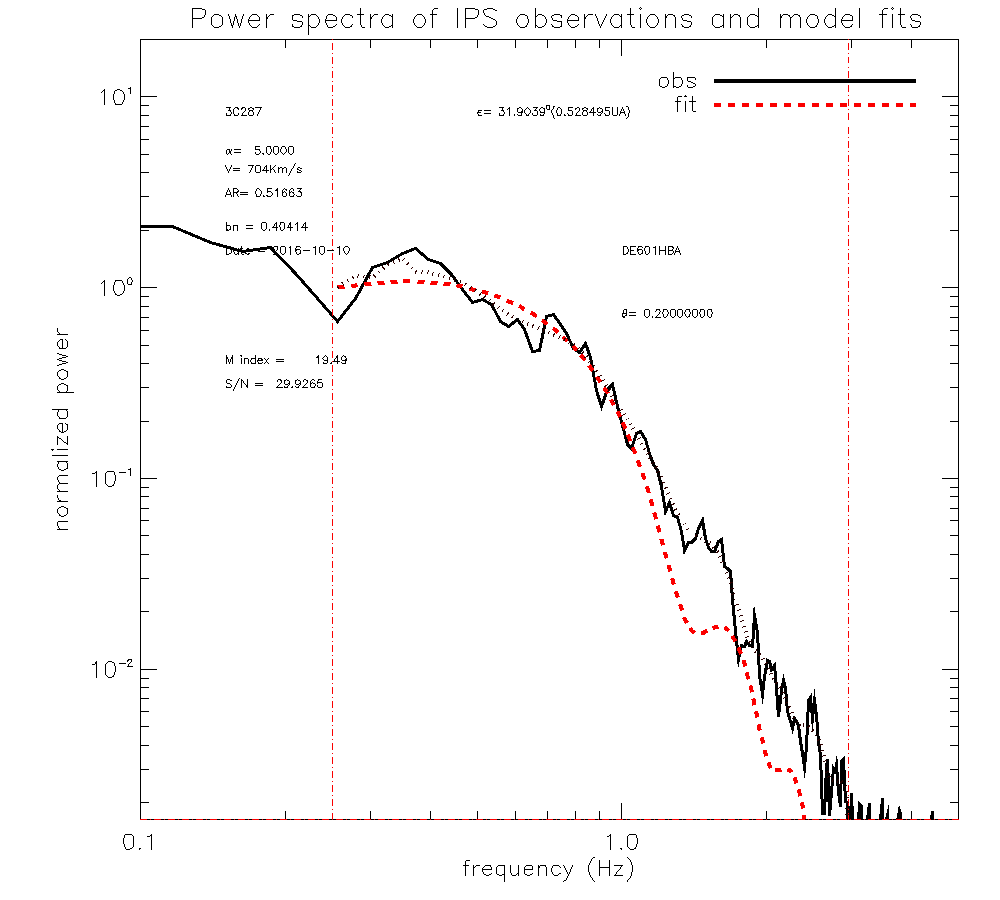 Power spectra of IPS observations and model fits
obs
fit
3C287
ϵ= 31.9039°(0.528495UA)
α= 5.0000
V= 704Km/s
AR= 0.51663
bn = 0.40414
Date = 2016-10-10
DE601HBA
θ= 0.20000000
M index = 19.49
S/N = 29.9265
normalized power
10¹
10⁰
10⁻¹
10⁻²
0.1
1.0
frequency (Hz)